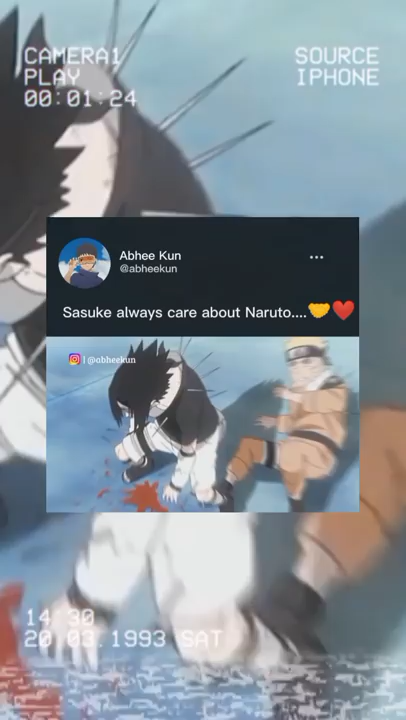 CAMERA1
PLAY
00:01:24
SOURCE
IPHONE
Abhee Kun
@abheekun
Sasuke always care about Naruto....🤝❤️
| @abheekun
14:30
20.03.1993 SAT